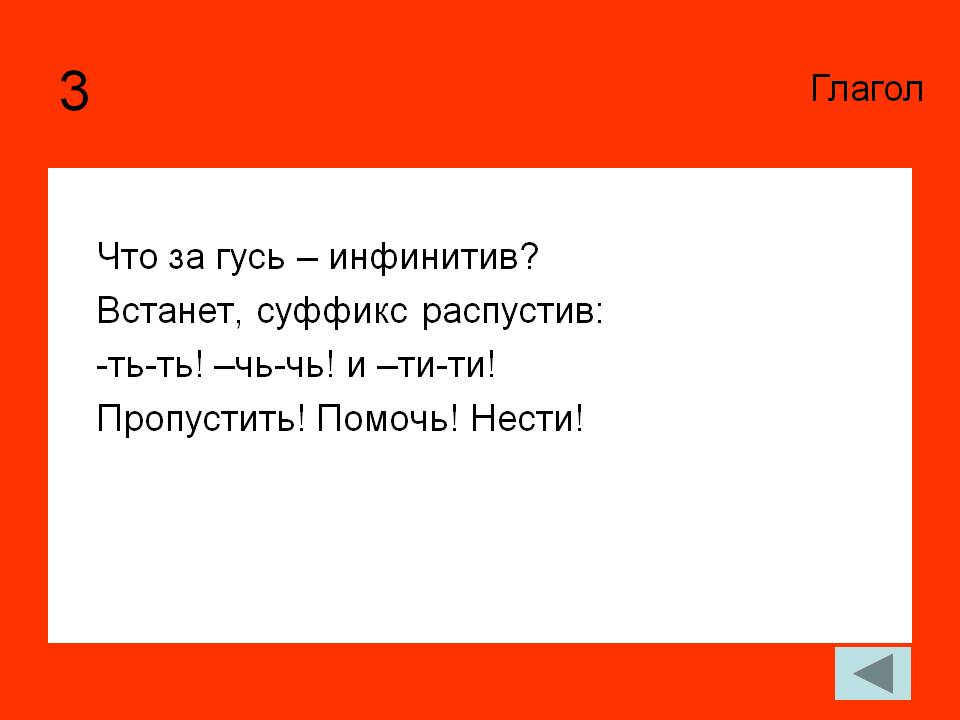 3
Глагол
Что за гусь – инфинитив?
Встанет, суффикс распустив:
-ть-ть! –чь-чь! и –ти-ти!
Пропустить! Помочь! Нести!